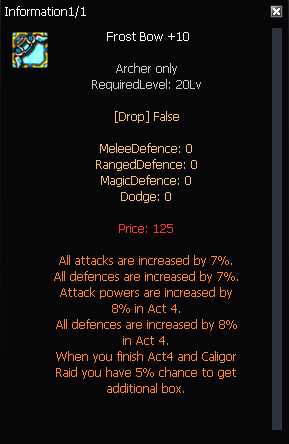 Information1/1
Frost Bow +10
Archer only
RequiredLevel: 20Lv
[Drop] False
MeleeDefence: 0
RangedDefence: 0
MagicDefence: 0
Dodge: 0
Price: 125
All attacks are increased by 7%.
All defences are increased by 7%.
Attack powers are increased by
8% in Act 4.
All defences are increased by 8%
in Act 4.
When you finish Act4 and Caligor
Raid you have 5% chance to get
additional box.